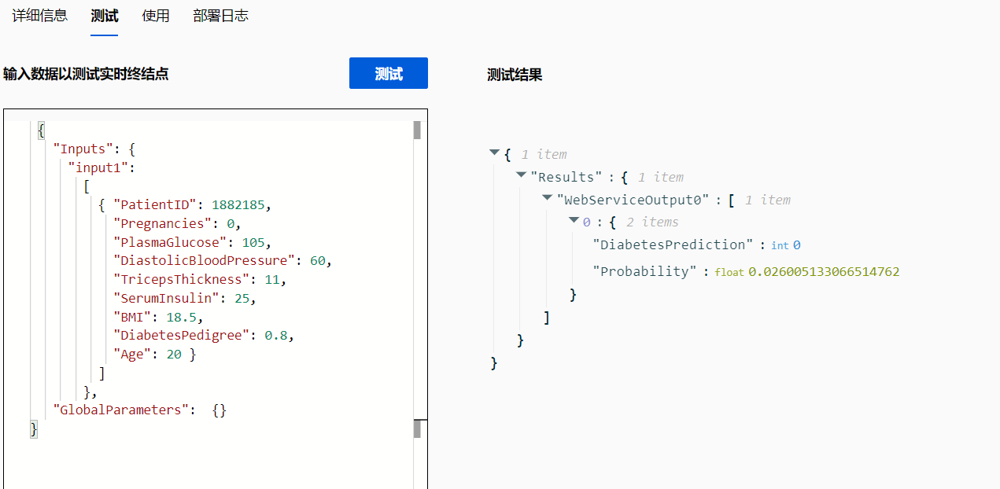 详细信息 测试 使用 部署日志
输入数据以测试实时终结点 测试
{
"Inputs": {
"input1":
[
{ "PatientID": 1882185,
"Pregnancies": 0,
"PlasmaGlucose": 105,
"DiastolicBloodPressure": 60,
"TricepsThickness": 11,
"SerumInsulin": 25,
"BMI": 18.5,
"DiabetesPedigree": 0.8,
"Age": 20 }
]
},
"GlobalParameters": {}
}
测试结果
{ 1 item
"Results" : { 1 item
"WebServiceOutput0" : [ 1 item
0 : { 2 items
"DiabetesPrediction" : int 0
"Probability" : float 0.026005133066514762
}
]
}
}